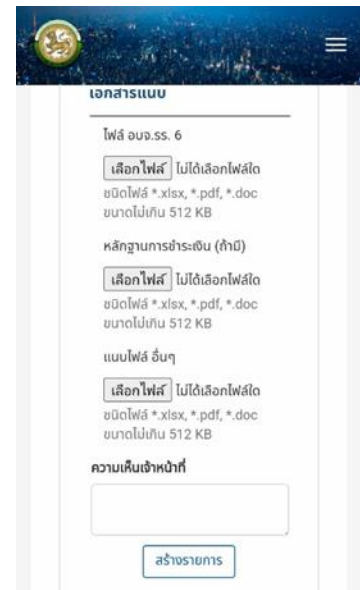 เอกสารแนบ
ไฟล์ อบจ.รร. 6
เลือกไฟล์ ไม่ได้เลือกไฟล์ใด
ชนิดไฟล์ *.xlsx, *.pdf, *.doc
ขนาดไม่เกิน 512 KB
หลักฐานการชำระเงิน (ถ้ามี)
เลือกไฟล์ ไม่ได้เลือกไฟล์ใด
ชนิดไฟล์ *.xlsx, *.pdf, *.doc
ขนาดไม่เกิน 512 KB
แนบไฟล์ อื่นๆ
เลือกไฟล์ ไม่ได้เลือกไฟล์ใด
ชนิดไฟล์ *.xlsx, *.pdf, *.doc
ขนาดไม่เกิน 512 KB
ความเห็นเจ้าหน้าที่
สร้างรายการ